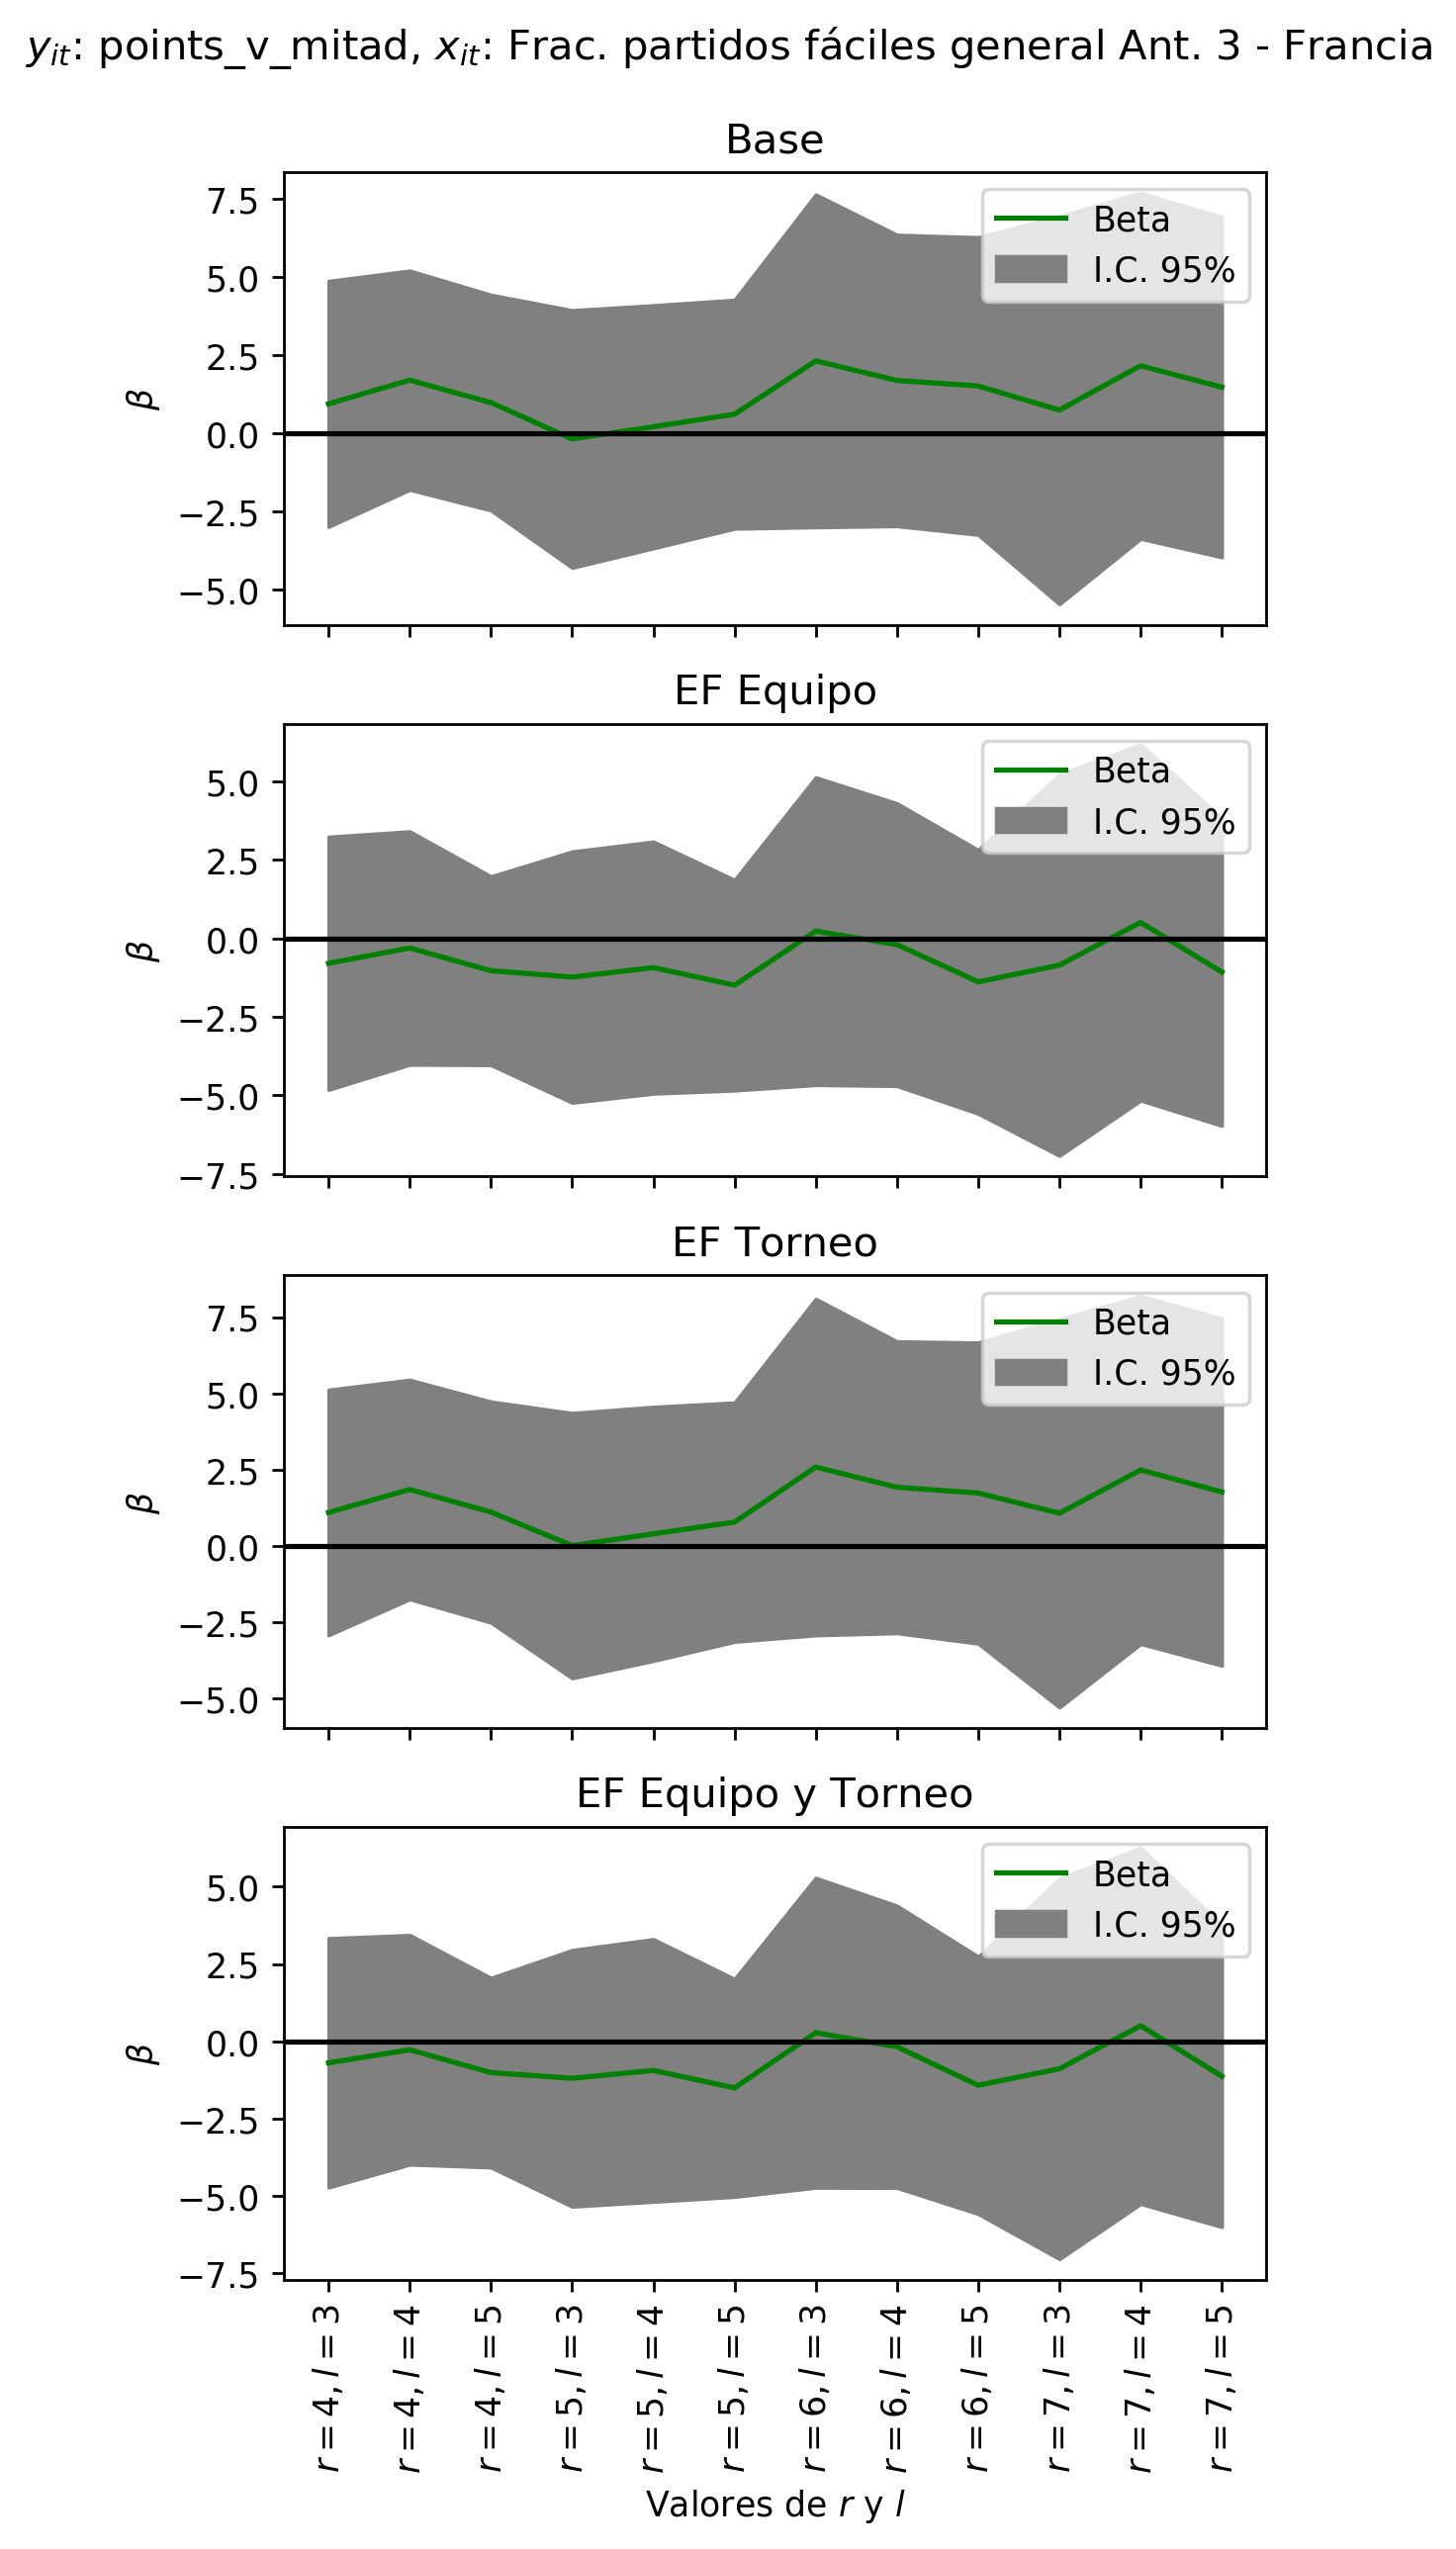 y_{it}: points_v_mitad, x_{it}: Frac. partidos fáciles general Ant. 3 - Francia
Base
7.5
5.0
2.5
0.0
−2.5
−5.0
β
Beta
I.C. 95%
EF Equipo
5.0
2.5
0.0
−2.5
−5.0
−7.5
β
Beta
I.C. 95%
EF Torneo
7.5
5.0
2.5
0.0
−2.5
−5.0
β
Beta
I.C. 95%
EF Equipo y Torneo
5.0
2.5
0.0
−2.5
−5.0
−7.5
β
Beta
I.C. 95%
r = 4, l = 3
r = 4, l = 4
r = 4, l = 5
r = 5, l = 3
r = 5, l = 4
r = 5, l = 5
r = 6, l = 3
r = 6, l = 4
r = 6, l = 5
r = 7, l = 3
r = 7, l = 4
r = 7, l = 5
Valores de r y l